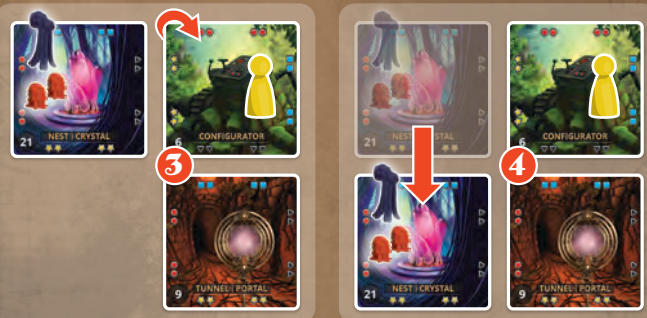 21
NEST | CRYSTAL
6
CONFIGURATOR
3
9
TUNNEL | PORTAL
21
NEST | CRYSTAL
6
CONFIGURATOR
4
21
NEST | CRYSTAL
9
TUNNEL | PORTAL